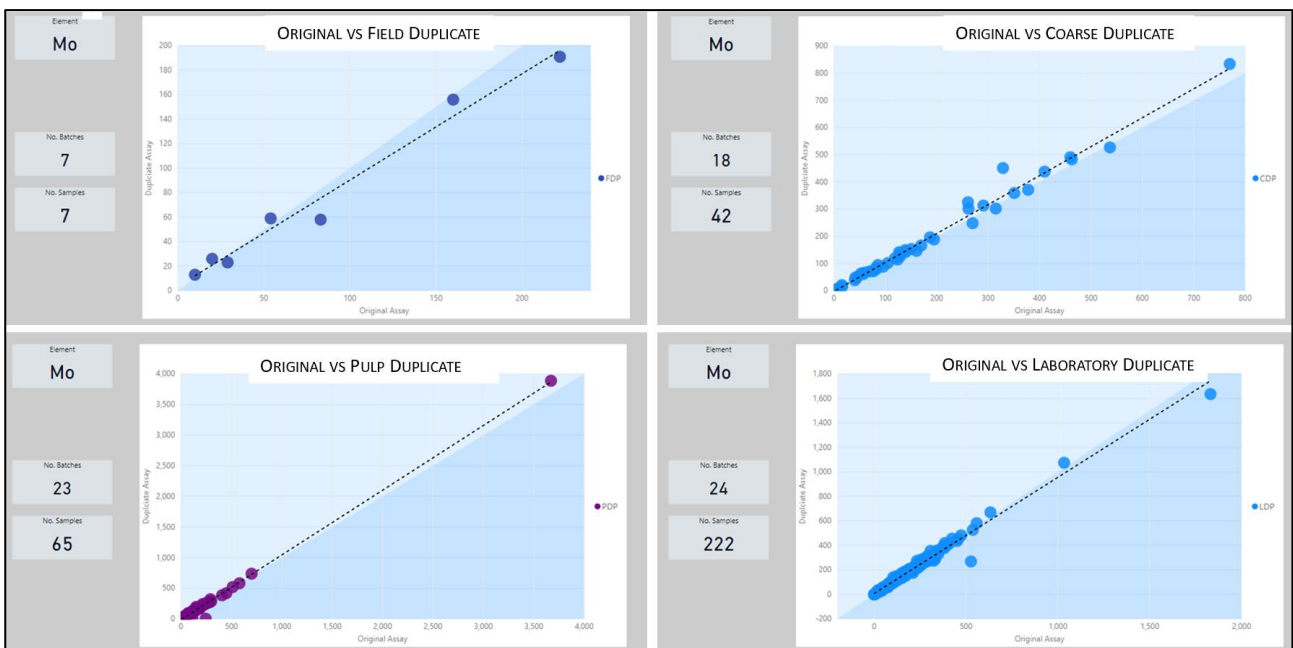 Element
Mo
No. Batches
7
No. Samples
7
ORIGINAL VS FIELD DUPLICATE
200
180
160
140
120
100
80
60
40
20
0
Duplciate Assay
0
50
100
150
200
Original Assay
FDP
Element
Mo
No. Batches
18
No. Samples
42
ORIGINAL VS COARSE DUPLICATE
900
800
700
600
500
400
300
200
100
0
Duplciate Assay
0
100
200
300
400
500
600
700
800
Original Assay
CDP
Element
Mo
No. Batches
23
No. Samples
65
ORIGINAL VS PULP DUPLICATE
4,000
3,500
3,000
2,500
2,000
1,500
1,000
500
0
Duplciate Assay
0
500
1,000
1,500
2,000
2,500
3,000
3,500
4,000
Original Assay
PDP
Element
Mo
No. Batches
24
No. Samples
222
ORIGINAL VS LABORATORY DUPLICATE
1,800
1,600
1,400
1,200
1,000
800
600
400
200
0
-200
Duplciate Assay
0
500
1,000
1,500
2,000
Original Assay
LDP